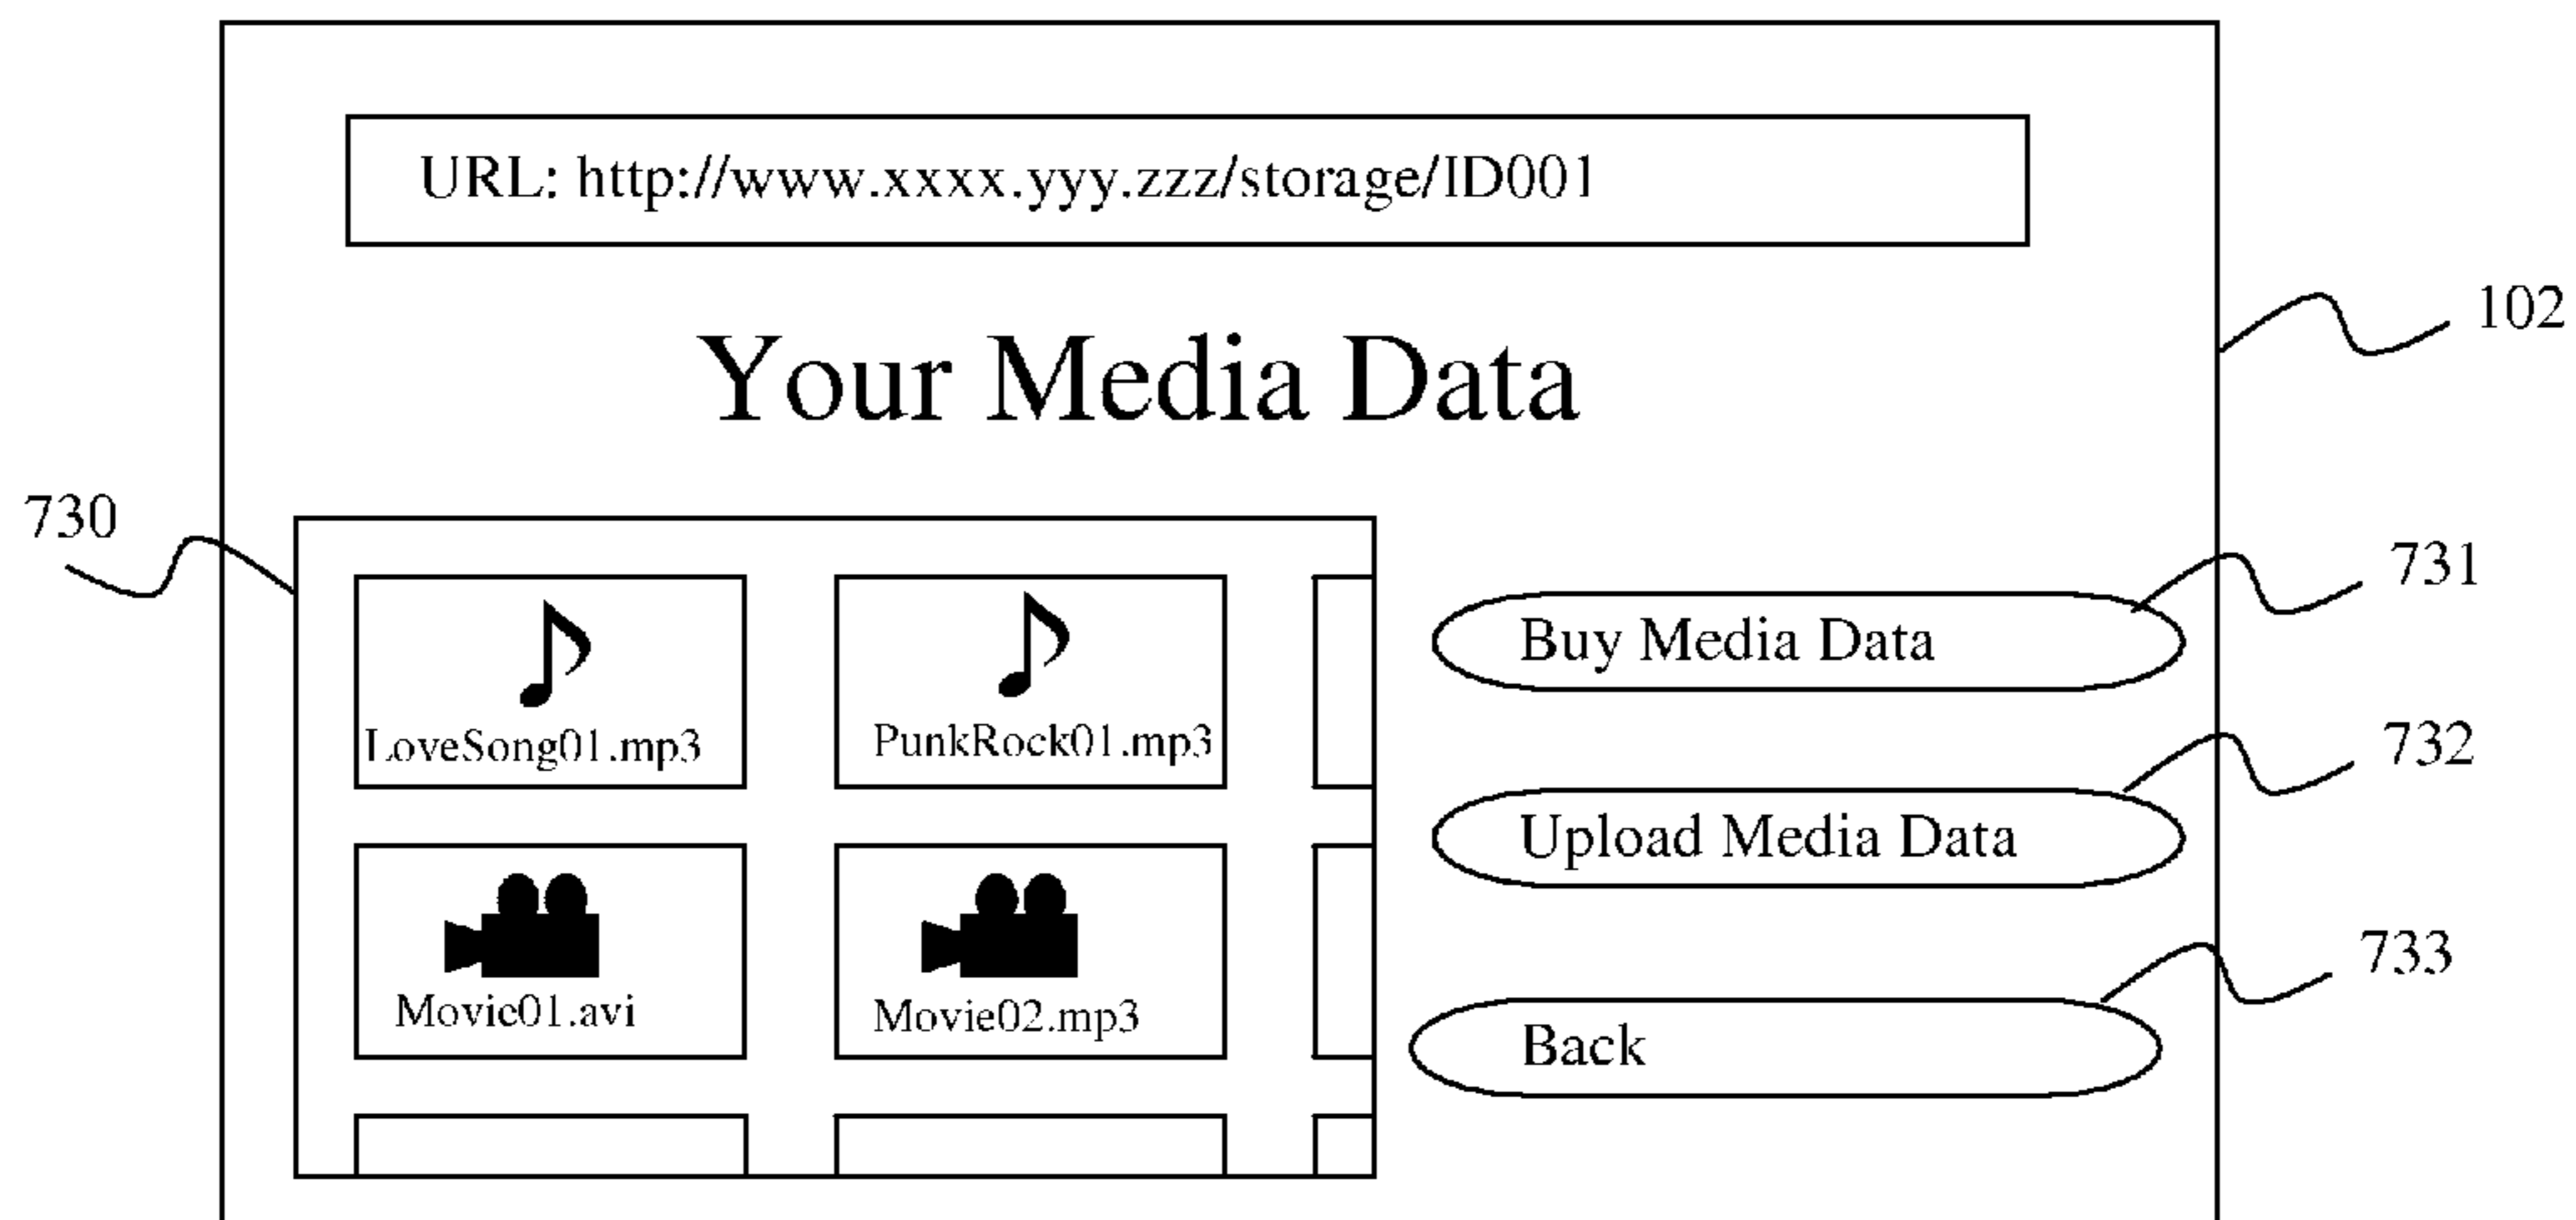 URL: http://www.xxxx.yyy.zzz/storage/ID001
102
Your Media Data
730
731
LoveSong01.mp3
PunkRock01.mp3
Buy Media Data
732
Upload Media Data
Movie01.avi
Movie02.mp3
733
Back